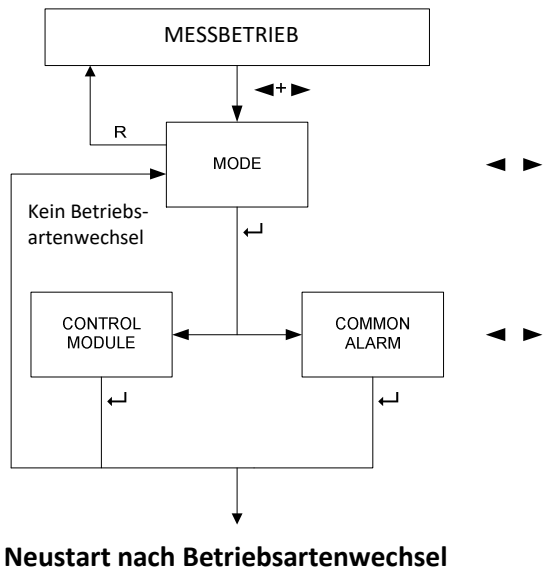 MESSBETRIEB
◄+►
R
MODE
◄ ►
Kein Betriebs-
artenwechsel
↵
CONTROL
MODULE
COMMON
ALARM
◄ ►
↵
↵
Neustart nach Betriebsartenwechsel